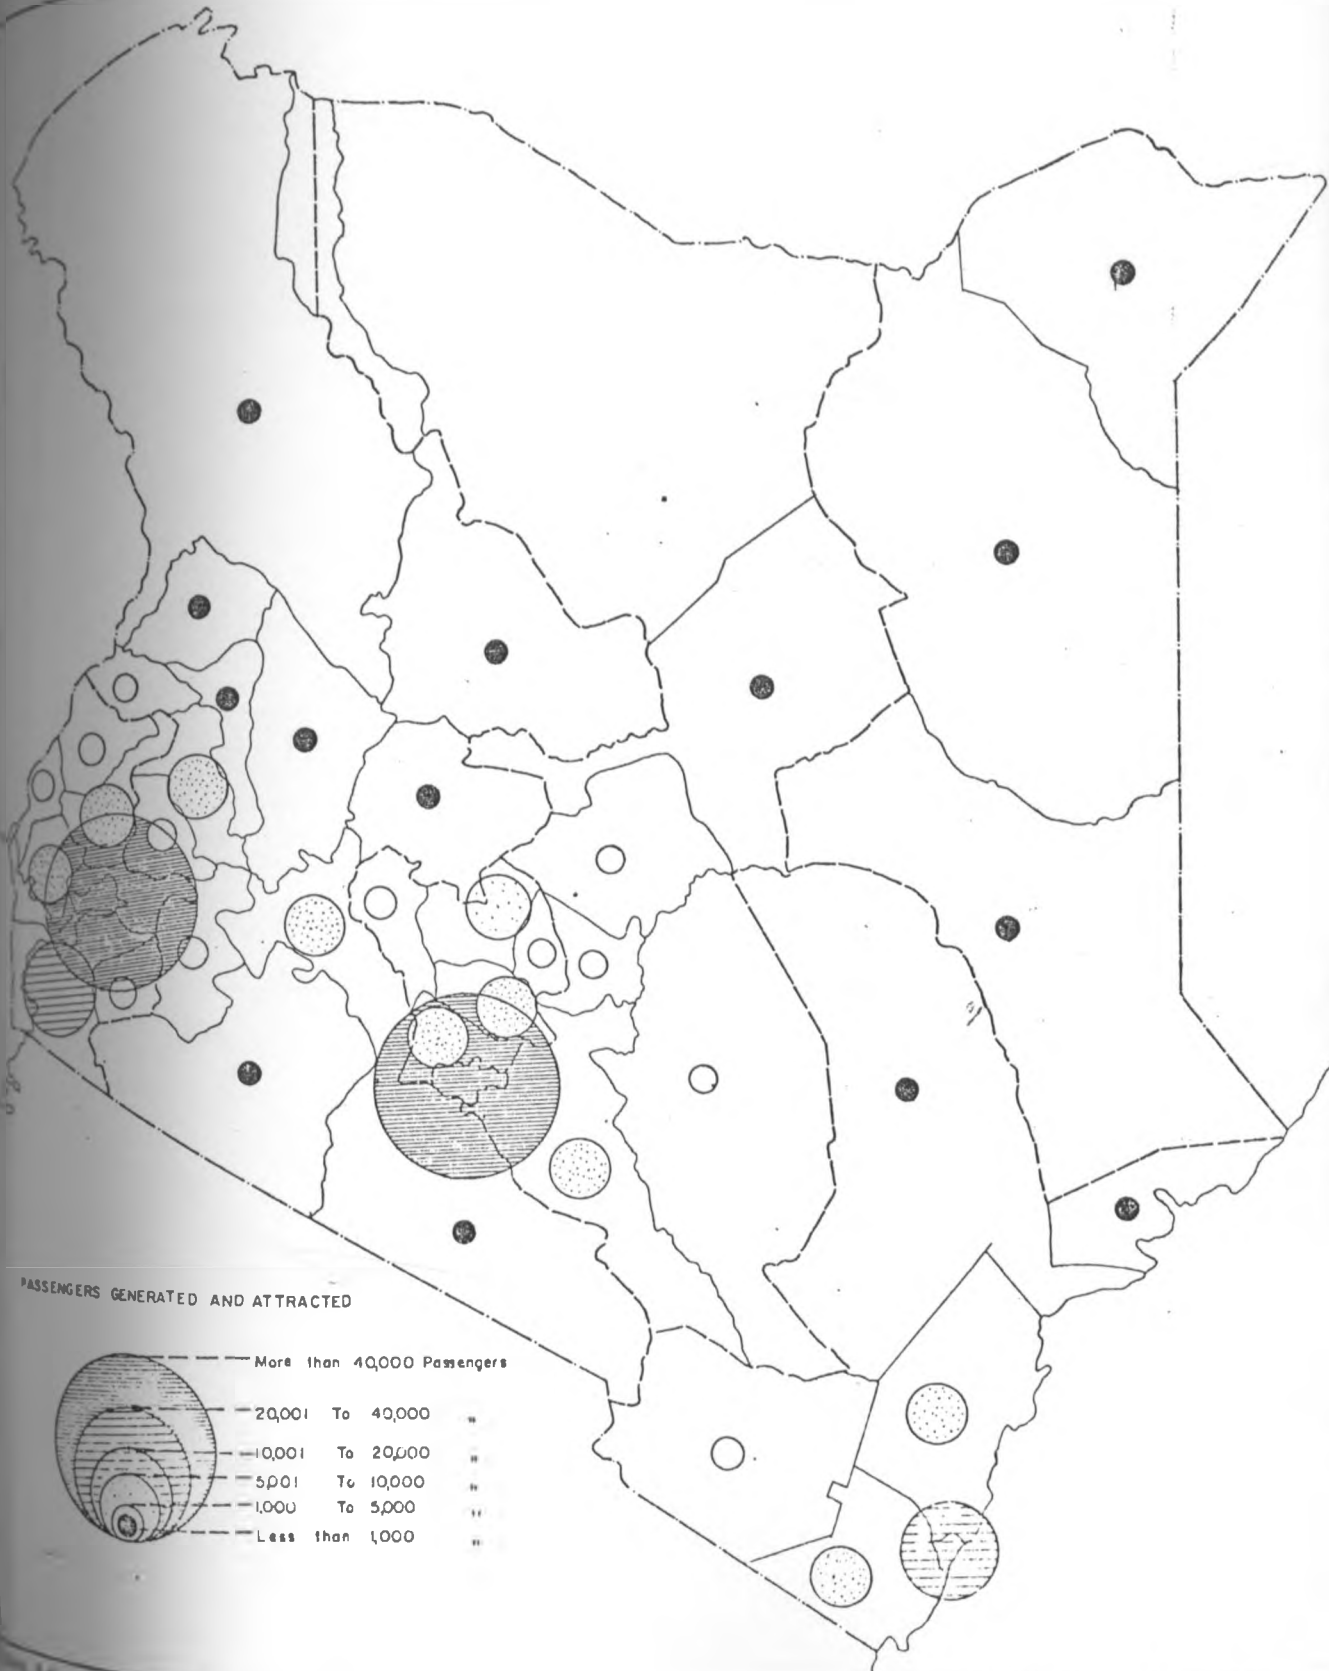 PASSENGERS GENERATED AND ATTRACTED
More than 40,000 Passengers
20,001 To 40,000 "
10,001 To 20,000 "
5,001 To 10,000 "
1,000 To 5,000 "
Less than 1,000 "